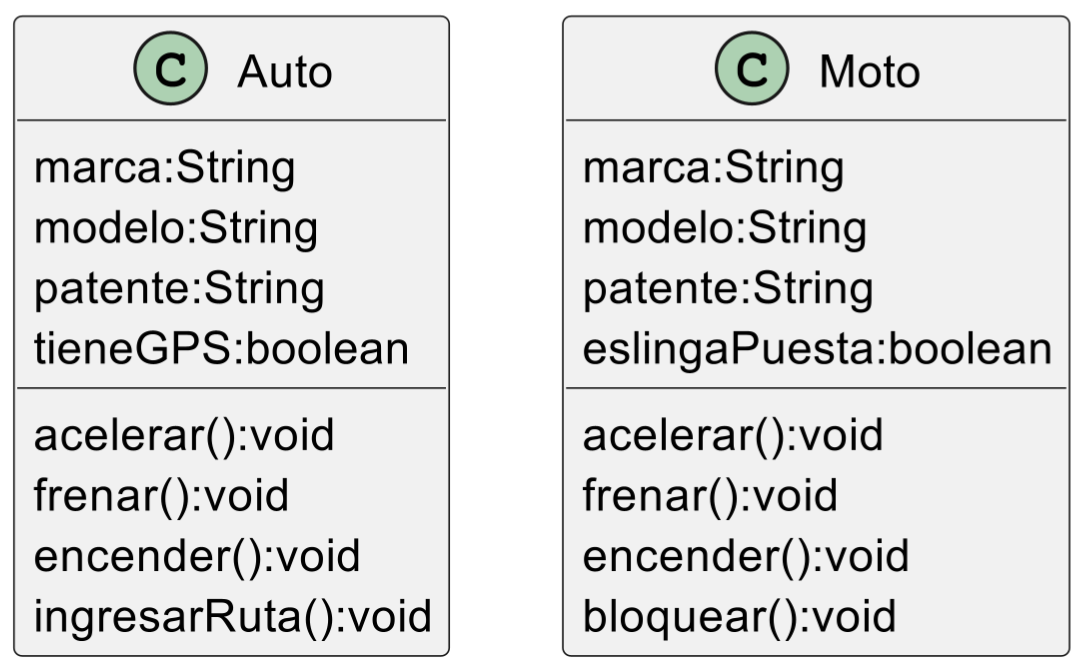 C Auto
marca:String
modelo:String
patente:String
tieneGPS:boolean
acelerar():void
frenar():void
encender():void
ingresarRuta():void
C Moto
marca:String
modelo:String
patente:String
eslingaPuesta:boolean
acelerar():void
frenar():void
encender():void
bloquear():void